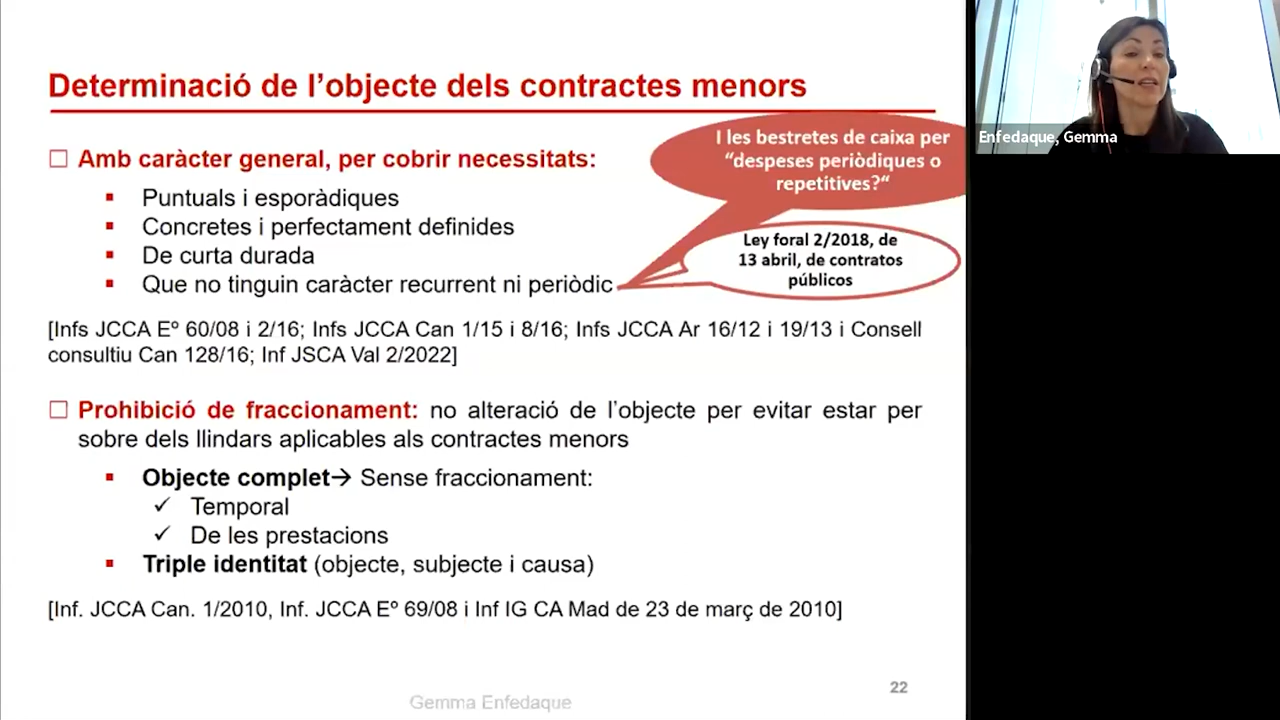 Determinació de l’objecte dels contractes menors
Amb caràcter general, per cobrir necessitats:
Puntuals i esporàdiques
Concretes i perfectament definides
De curta durada
Que no tinguin caràcter recurrent ni periòdic
I les bestretes de caixa per
“despeses periòdiques o
repetitives?“
Ley foral 2/2018, de
13 abril, de contratos
públicos
[Infs JCCA Eº 60/08 i 2/16; Infs JCCA Can 1/15 i 8/16; Infs JCCA Ar 16/12 i 19/13 i Consell
consultiu Can 128/16; Inf JSCA Val 2/2022]
Prohibició de fraccionament: no alteració de l’objecte per evitar estar per
sobre dels llindars aplicables als contractes menors
Objecte complet→ Sense fraccionament:
✓ Temporal
✓ De les prestacions
Triple identitat (objecte, subjecte i causa)
[Inf. JCCA Can. 1/2010, Inf. JCCA Eº 69/08 i Inf IG CA Mad de 23 de març de 2010]
22
Gemma Enfedaque
Enfedaque, Gemma